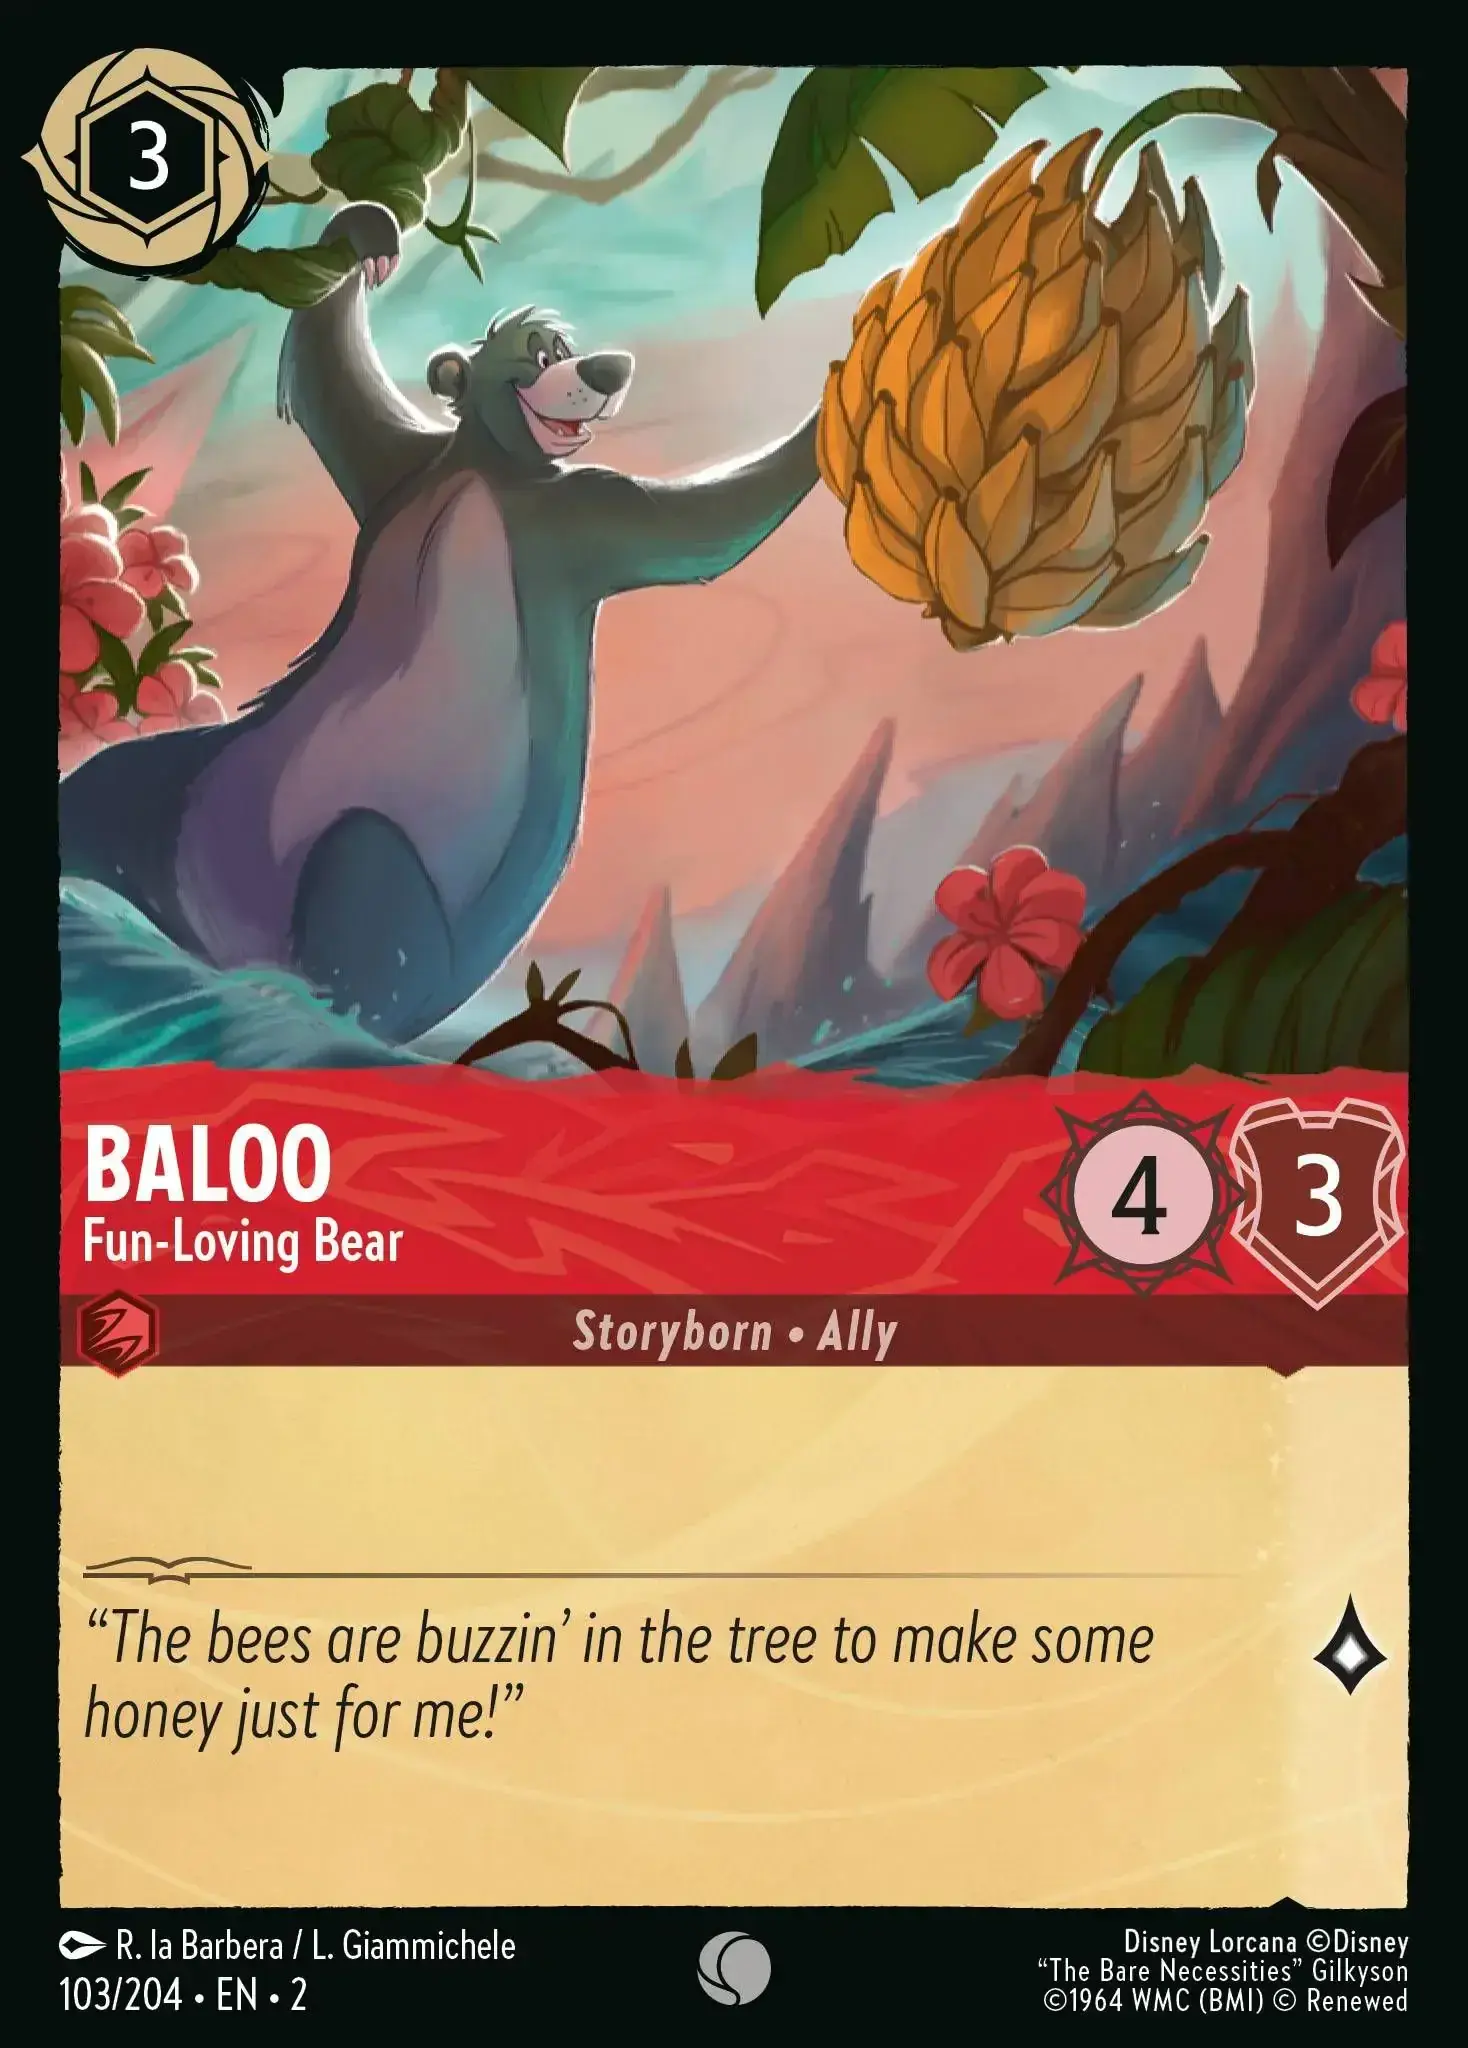 3
BALOO
Fun-Loving Bear
4
3
Storyborn • Ally
“The bees are buzzin’ in the tree to make some
honey just for me!”
R. la Barbera / L. Giammichele
103/204 • EN • 2
Disney Lorcana ©Disney
“The Bare Necessities” Gilkyson
©1964 WMC (BMI) © Renewed